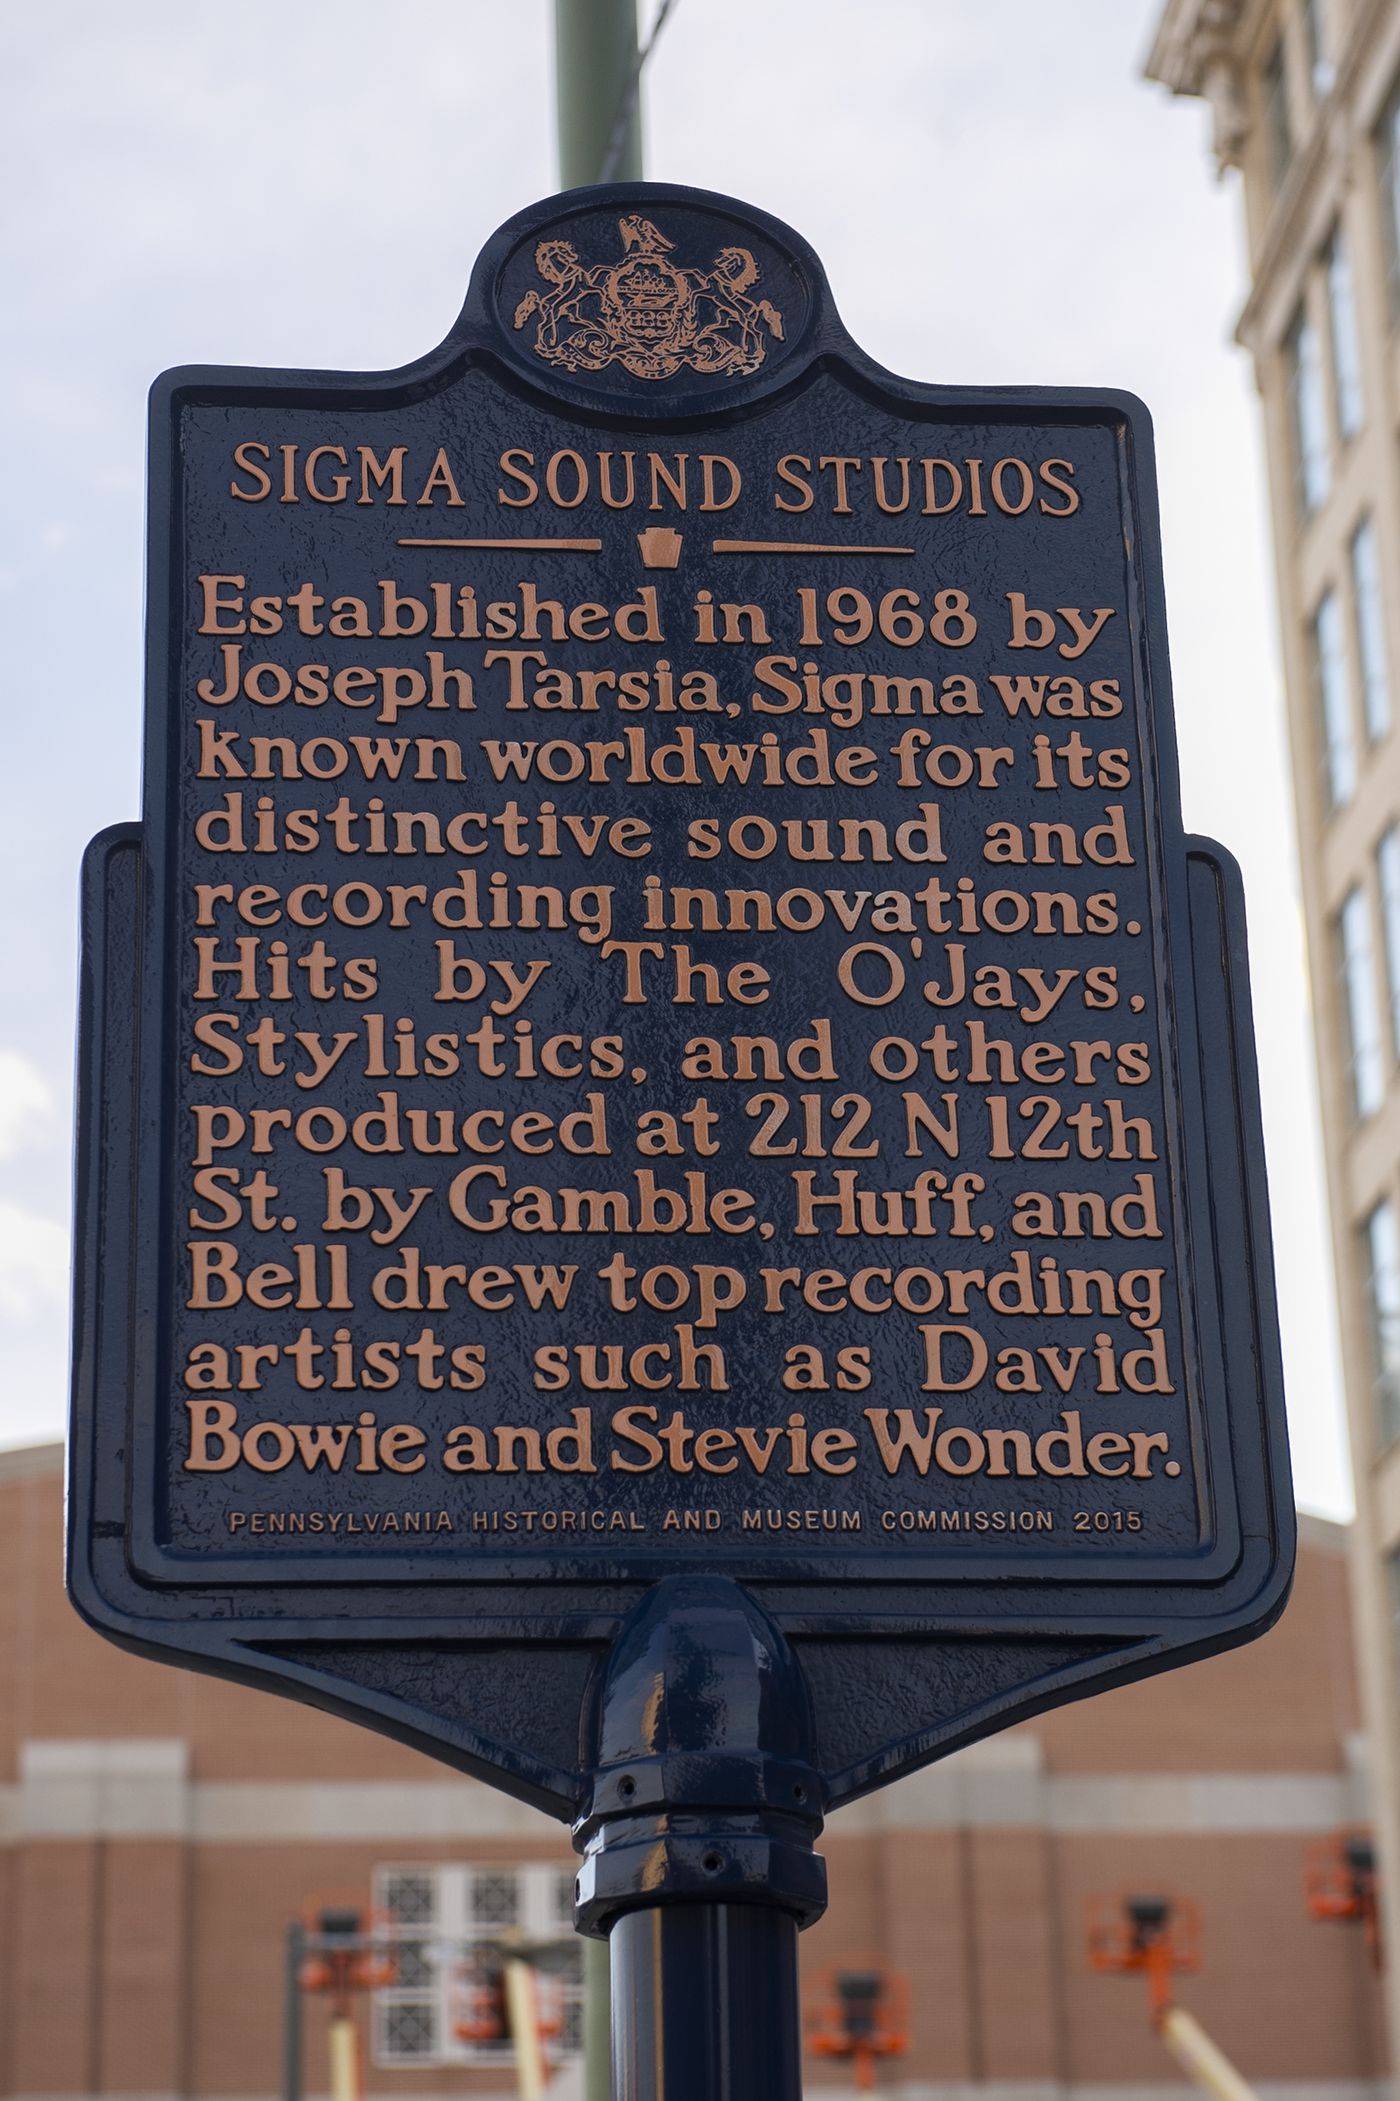 SIGMA SOUND STUDIOS
Established in 1968 by
Joseph Tarsia, Sigma was
known worldwide for its
distinctive sound and
recording innovations.
Hits by The O'Jays,
Stylistics, and others
produced at 212 N 12th
St. by Gamble, Huff, and
Bell drew top recording
artists such as David
Bowie and Stevie Wonder.
PENNSYLVANIA HISTORICAL AND MUSEUM COMMISSION 2015